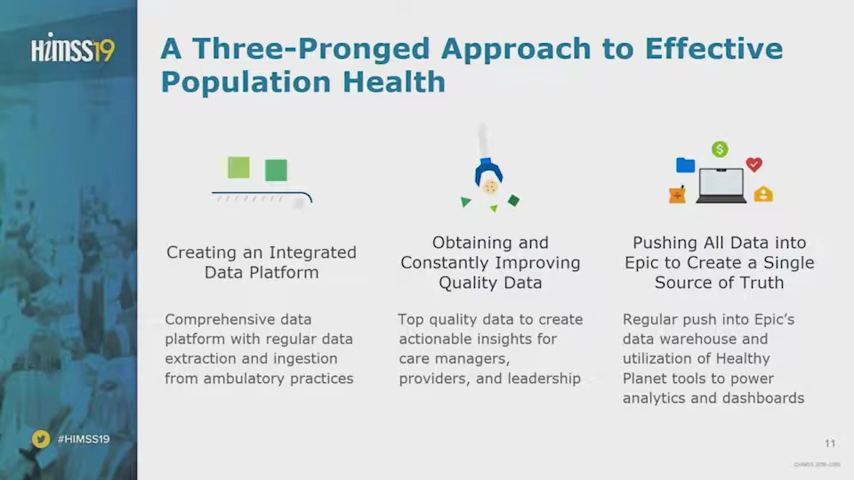 HiMSS19
A Three-Pronged Approach to Effective
Population Health
Creating an Integrated
Data Platform
Comprehensive data
platform with regular data
extraction and ingestion
from ambulatory practices
Obtaining and
Constantly Improving
Quality Data
Top quality data to create
actionable insights for
care managers,
providers, and leadership
Pushing All Data into
Epic to Create a Single
Source of Truth
Regular push into Epic's
data warehouse and
utilization of Healthy
Planet tools to power
analytics and dashboards
#HIMSS19
11